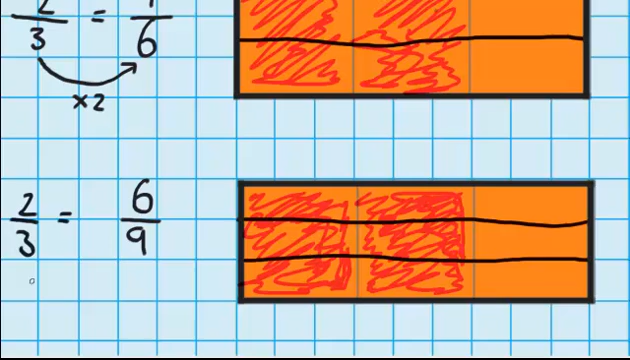 2/3 = 4/6
×2
2/3 = 6/9